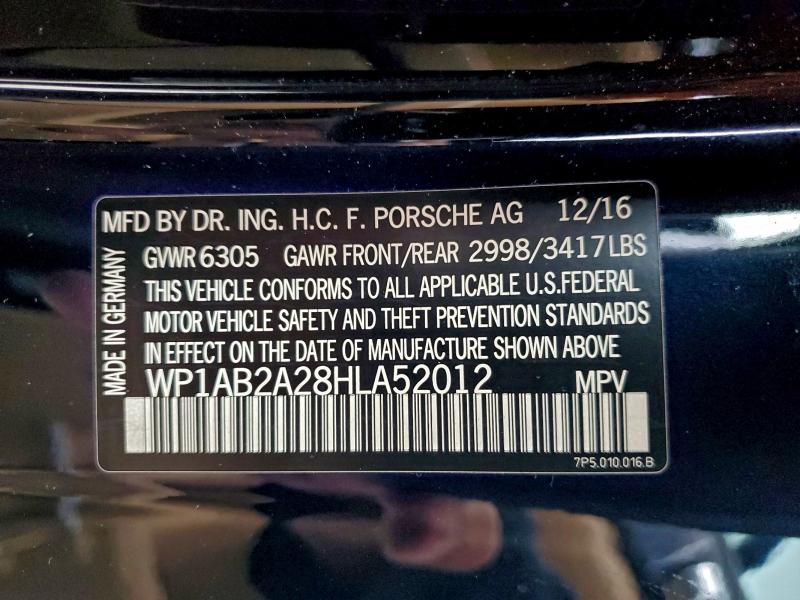 MFD BY DR. ING. H.C. F. PORSCHE AG 12/16
GVWR 6305 GAWR FRONT/REAR 2998/3417LBS
THIS VEHICLE CONFORMS TO ALL APPLICABLE U.S.FEDERAL
MOTOR VEHICLE SAFETY AND THEFT PREVENTION STANDARDS
IN EFFECT ON THE DATE OF MANUFACTURE SHOWN ABOVE
WP1AB2A28HLA52012 MPV
7P5.010.016.B
MADE IN GERMANY